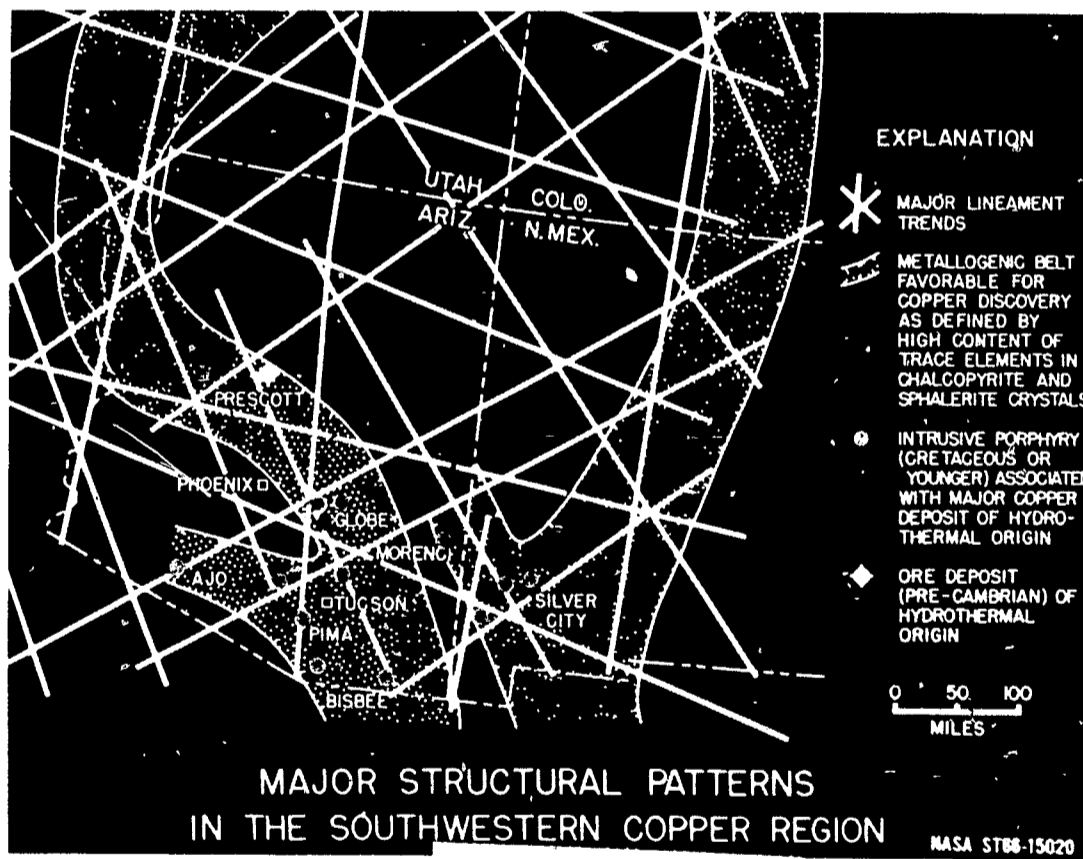 EXPLANATION
MAJOR LINEAMENT
TRENDS
METALLOGENIC BELT
FAVORABLE FOR
COPPER DISCOVERY
AS DEFINED BY
HIGH CONTENT OF
TRACE ELEMENTS IN
CHALCOPYRITE AND
SPHALERITE CRYSTALS
INTRUSIVE PORPHYRY
(CRETACEOUS OR
YOUNGER) ASSOCIATED
WITH MAJOR COPPER
DEPOSIT OF HYDRO-
THERMAL ORIGIN
ORE DEPOSIT
(PRE-CAMBRIAN) OF
HYDROTHERMAL
ORIGIN
0 50 100
MILES
UTAH
COLO.
ARIZ.
N. MEX.
PRESCOTT
PHOENIX
GLOBE
MORENCI
AJO
TUCSON
SILVER
CITY
PIMA
BISBEE
MAJOR STRUCTURAL PATTERNS
IN THE SOUTHWESTERN COPPER REGION
NASA ST66-15020